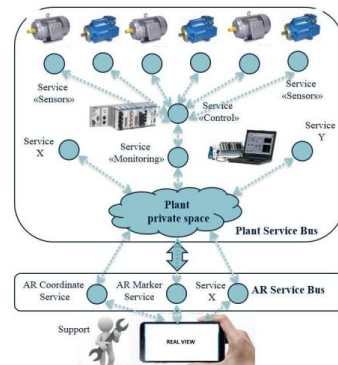 Service
«Sensors»
Service
«Control»
Service
«Sensors»
Service
X
Service
«Monitoring»
Service
Y
Plant
private space
Plant Service Bus
AR Coordinate
Service
AR Marker
Service
Service
X
AR Service Bus
Support
REAL VIEW